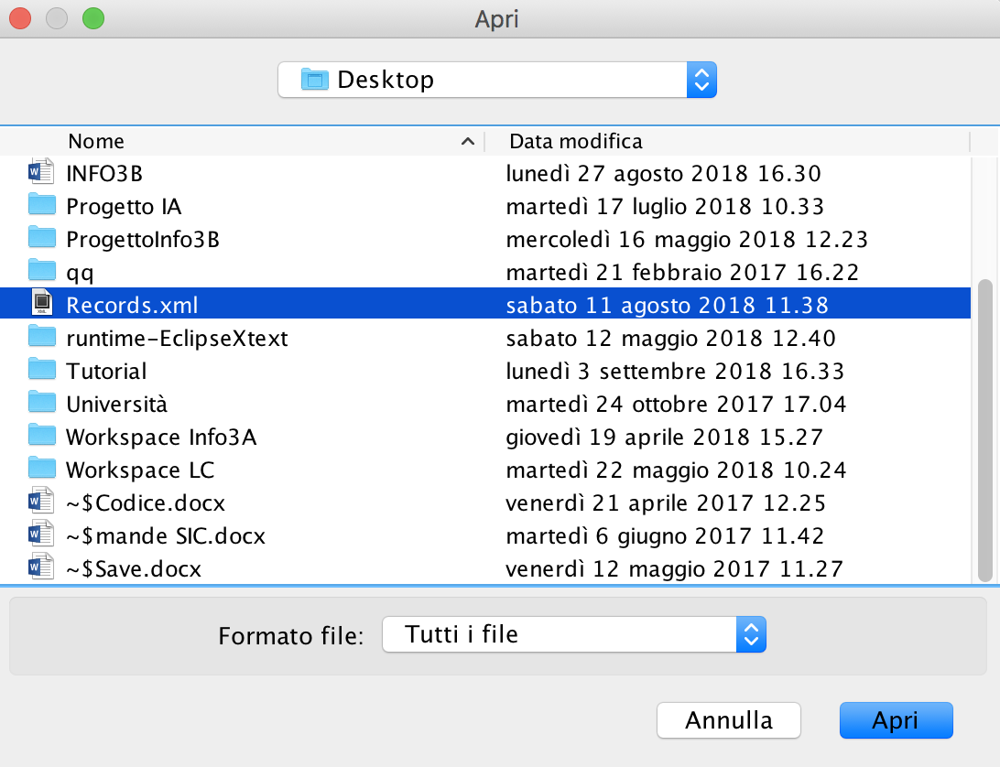 Apri
Desktop
Nome Data modifica
INFO3B lunedì 27 agosto 2018 16.30
Progetto IA martedì 17 luglio 2018 10.33
ProgettoInfo3B mercoledì 16 maggio 2018 12.23
qq martedì 21 febbraio 2017 16.22
Records.xml sabato 11 agosto 2018 11.38
runtime-EclipseXtext sabato 12 maggio 2018 12.40
Tutorial lunedì 3 settembre 2018 16.33
Università martedì 24 ottobre 2017 17.04
Workspace Info3A giovedì 19 aprile 2018 15.27
Workspace LC martedì 22 maggio 2018 10.24
~$Codice.docx venerdì 21 aprile 2017 12.25
~$mande SIC.docx martedì 6 giugno 2017 11.42
~$Save.docx venerdì 12 maggio 2017 11.27
Formato file: Tutti i file
Annulla Apri